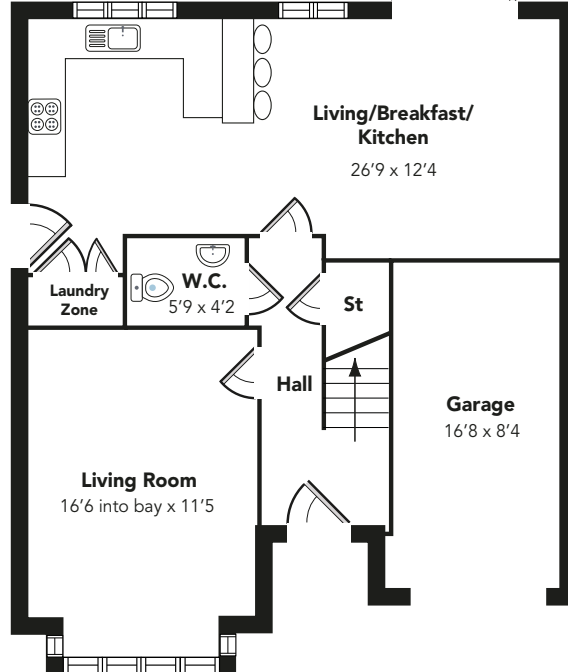 Living/Breakfast/
Kitchen
26'9 x 12'4
Laundry
Zone
W.C.
5'9 x 4'2
St
Hall
Garage
16'8 x 8'4
Living Room
16'6 into bay x 11'5